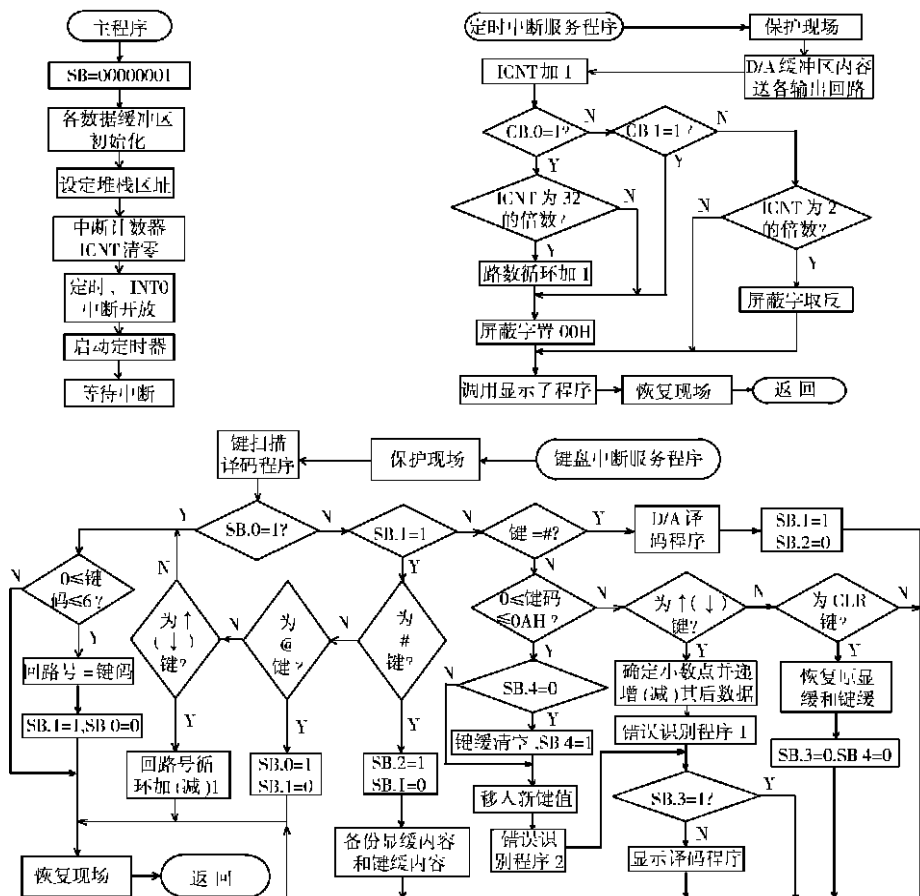 主程序
SB=00000001
各数据缓冲区
初始化
设定堆栈区址
中断计数器
ICNT清零
定时、INT0
中断开放
启动定时器
等待中断
定时中断服务程序
保护现场
D/A缓冲区内容
送各输出回路
ICNT加1
CB.0=1?
N
CB.1=1?
N
Y
Y
ICNT为32
的倍数?
N
N
ICNT为2
的倍数?
Y
Y
路数循环加1
屏蔽字取反
屏蔽字置00H
调用显示子程序
恢复现场
返回
键扫描
译码程序
保护现场
键盘中断服务程序
Y
SB.0=1?
N
SB.1=1
N
键=#?
Y
D/A译
码程序
SB.1=1
SB.2=0
N
0≤键
码≤6?
N
Y
N
Y
为↑
(↓)
键?
N
为
@
键?
N
为
#
键?
0≤键码
≤0AH?
N
为↑(↓)
键?
N
为CLR
键?
回路号=键码
Y
Y
Y
Y
Y
Y
N
SB.4=0
确定小数点并递
增(减)其后数据
恢复原显
缓和键缓
SB.1=1,SB.0=0
Y
键缓清零,SB.4=1
错误识别程序1
SB.3=0,SB.4=0
回路号循
环加(减)1
SB.0=1
SB.1=0
SB.2=1
SB.1=0
移入新键值
SB.3=1?
Y
备份显缓内容
和键缓内容
错误识
别程序2
N
显示译码程序
恢复现场
返回